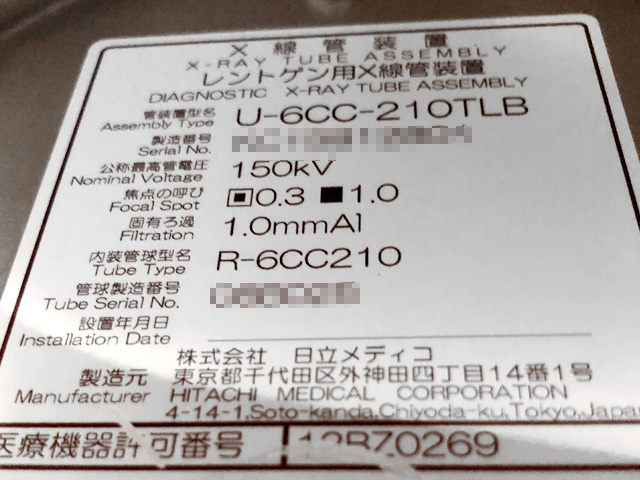 X線管装置
X-RAY TUBE ASSEMBLY
レントゲン用X線管装置
DIAGNOSTIC X-RAY TUBE ASSEMBLY
管装置型名 U-6CC-210TLB
Assembly Type
製造番号
Serial No.
公称最高管電圧 150kV
Nominal Voltage
焦点の呼び 0.3 1.0
Focal Spot
固有ろ過 1.0mmAl
Filtration
内装管球型名 R-6CC210
Tube Type
管球製造番号
Tube Serial No.
設置年月日
Installation Date
株式会社 日立メディコ
製造元 東京都千代田区外神田四丁目14番1号
Manufacturer HITACHI MEDICAL CORPORATION
4-14-1,Soto-kanda,Chiyoda-ku,Tokyo,Japa
医療機器許可番号